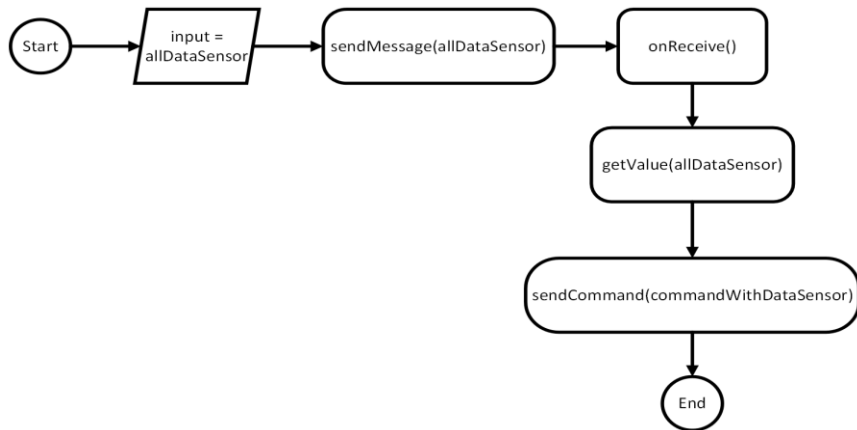 Start
input =
allDataSensor
sendMessage(allDataSensor)
onReceive()
getValue(allDataSensor)
sendCommand(commandWithDataSensor)
End